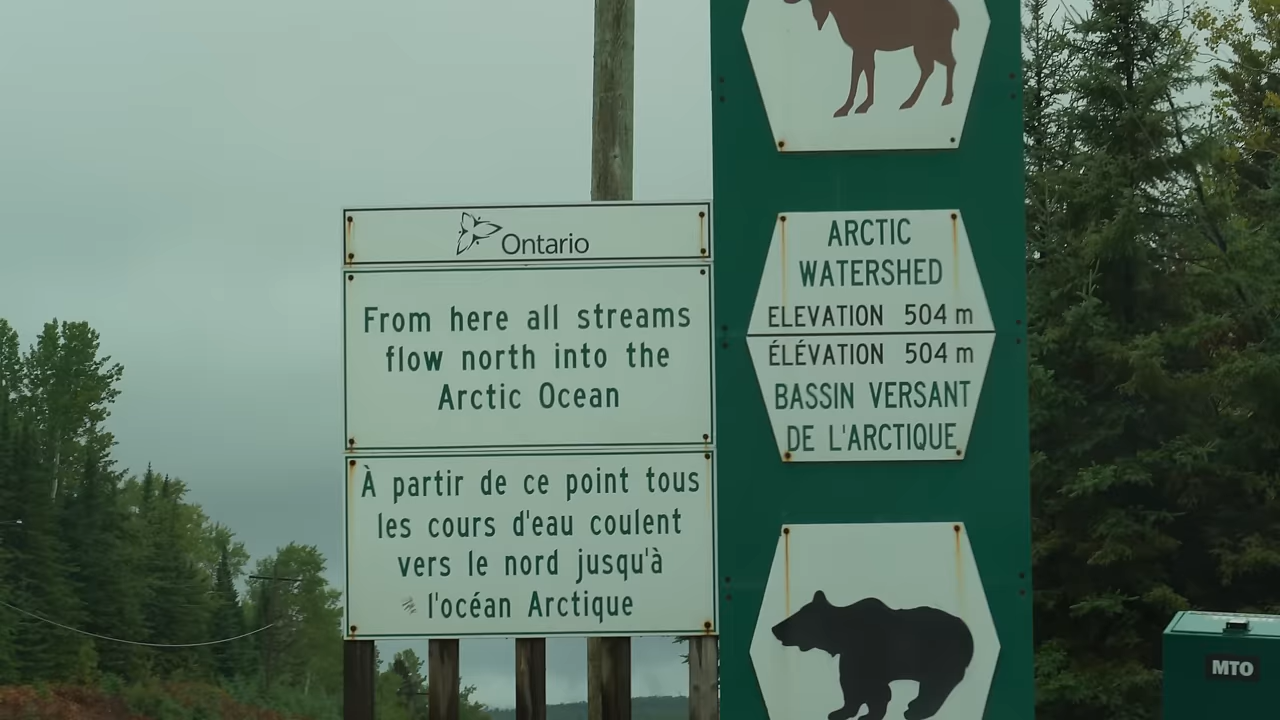 Ontario
From here all streams
flow north into the
Arctic Ocean
À partir de ce point tous
les cours d'eau coulent
vers le nord jusqu'à
l'océan Arctique
ARCTIC
WATERSHED
ELEVATION 504 m
ÉLÉVATION 504 m
BASSIN VERSANT
DE L'ARCTIQUE
MTO